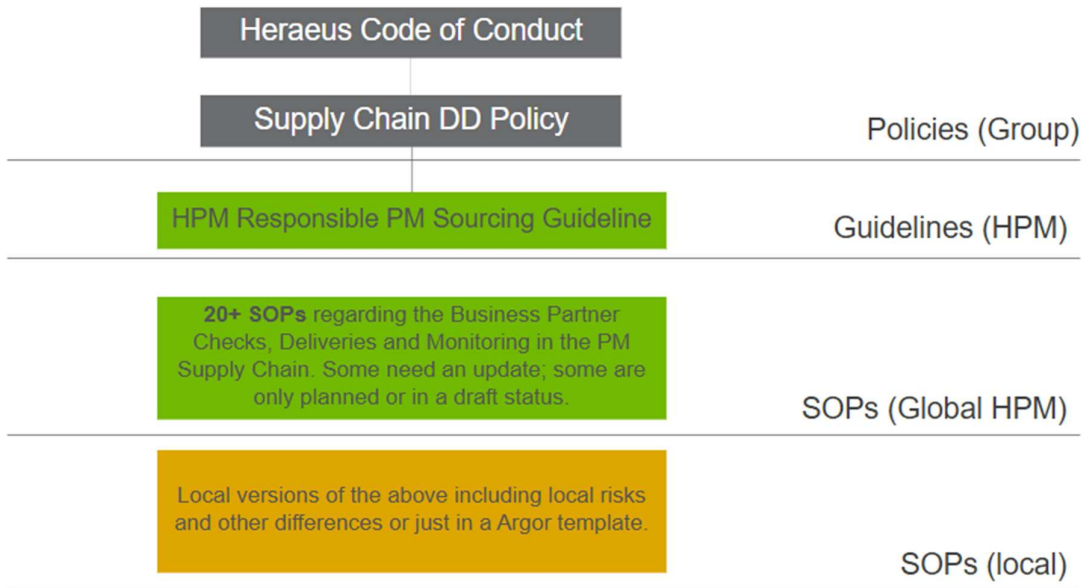 Heraeus Code of Conduct
Supply Chain DD Policy
Policies (Group)
HPM Responsible PM Sourcing Guideline
Guidelines (HPM)
20+ SOPs regarding the Business Partner
Checks, Deliveries and Monitoring in the PM
Supply Chain. Some need an update; some are
only planned or in a draft status.
SOPs (Global HPM)
Local versions of the above including local risks
and other differences or just in a Argor template.
SOPs (local)